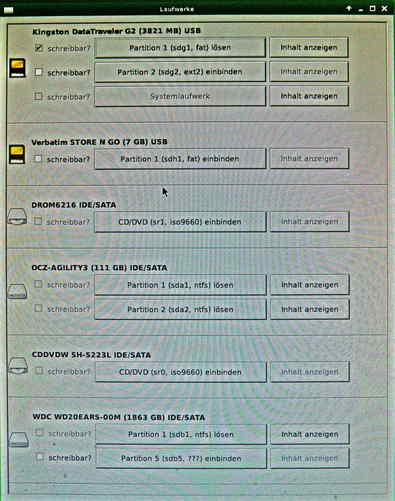 Laufwerke
Kingston DataTraveler G2 (3821 MB) USB
schreibbar? Partition 1 (sdg1, fat) lösen Inhalt anzeigen
schreibbar? Partition 2 (sdg2, ext2) einbinden Inhalt anzeigen
schreibbar? Systemlaufwerk Inhalt anzeigen
Verbatim STORE N GO (7 GB) USB
schreibbar? Partition 1 (sdh1, fat) einbinden Inhalt anzeigen
DROM6216 IDE/SATA
schreibbar? CD/DVD (sr1, iso9660) einbinden Inhalt anzeigen
OCZ-AGILITY3 (111 GB) IDE/SATA
schreibbar? Partition 1 (sda1, ntfs) lösen Inhalt anzeigen
schreibbar? Partition 2 (sda2, ntfs) lösen Inhalt anzeigen
CDDVDW SH-S223L IDE/SATA
schreibbar? CD/DVD (sr0, iso9660) einbinden Inhalt anzeigen
WDC WD20EARS-00M (1863 GB) IDE/SATA
schreibbar? Partition 1 (sdb1, ntfs) lösen Inhalt anzeigen
schreibbar? Partition 5 (sdb5, ???) einbinden Inhalt anzeigen